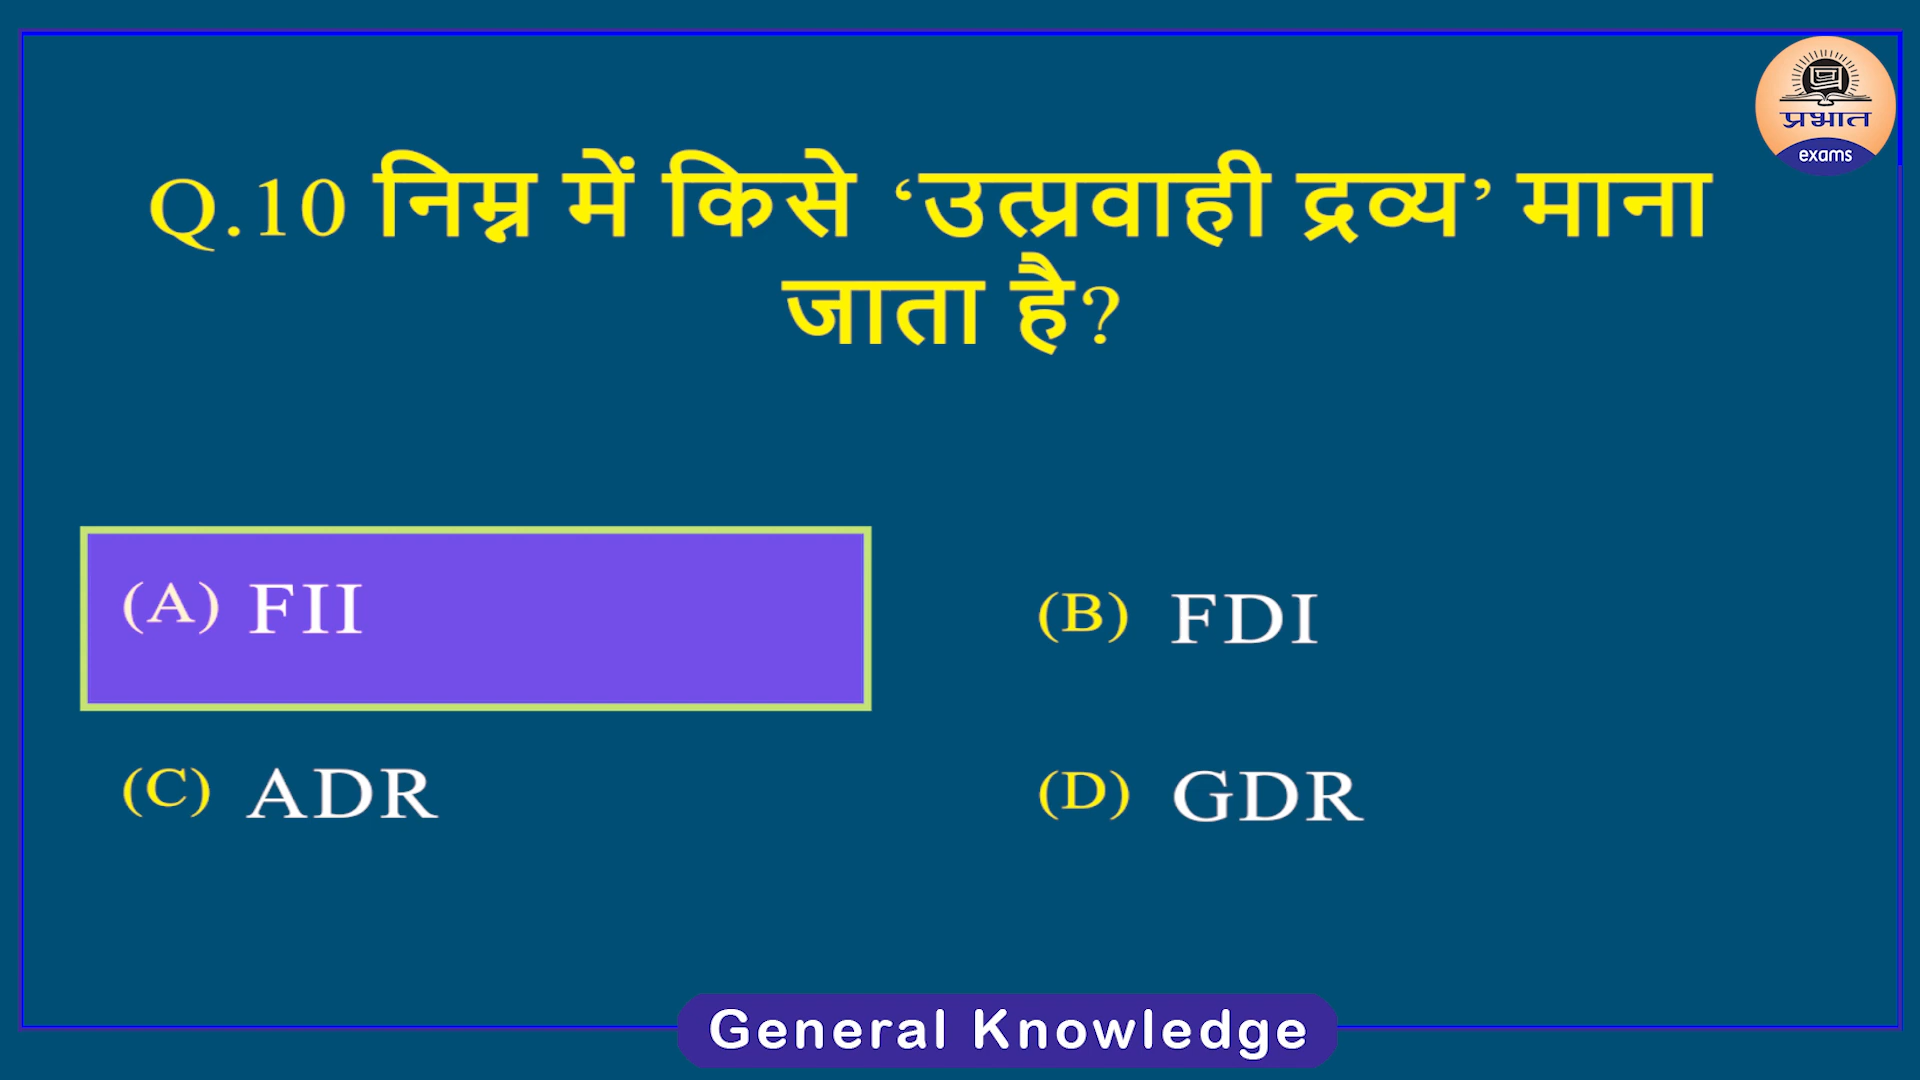 प्रभात
exams
Q.10 निम्न में किसे ‘उत्प्रवाही द्रव्य’ माना
जाता है?
(A) FII
(B) FDI
(C) ADR
(D) GDR
General Knowledge